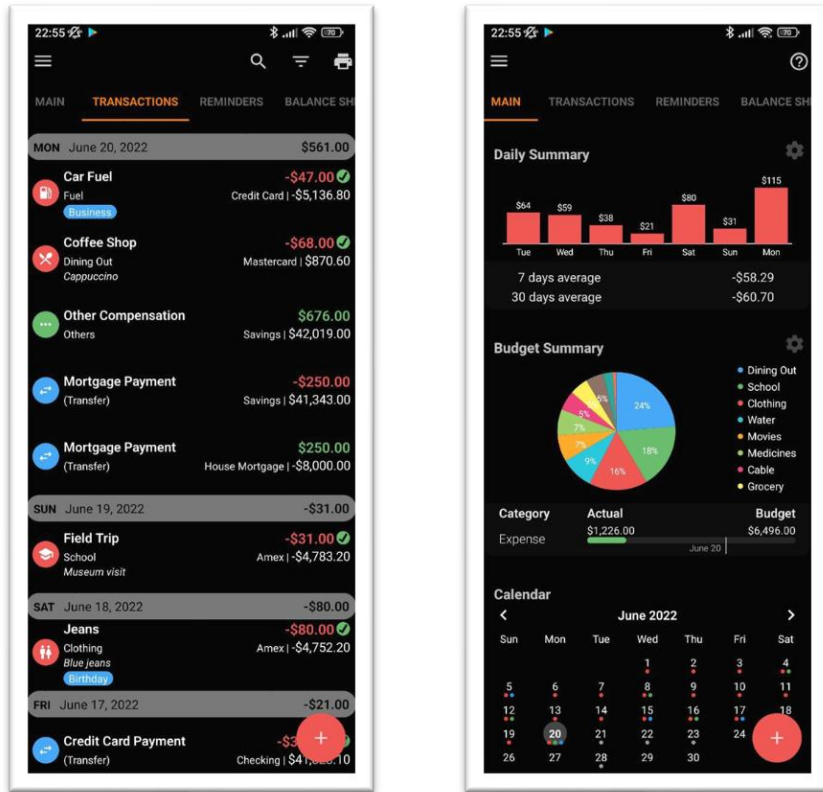 22:55
70
MAIN TRANSACTIONS REMINDERS BALANCE SH
MON June 20, 2022 $561.00
Car Fuel -$47.00
Fuel Credit Card | -$5,136.80
Business
Coffee Shop -$68.00
Dining Out Mastercard | $870.60
Cappuccino
Other Compensation $676.00
Others Savings | $42,019.00
Mortgage Payment -$250.00
(Transfer) Savings | $41,343.00
Mortgage Payment $250.00
(Transfer) House Mortgage | -$8,000.00
SUN June 19, 2022 -$31.00
Field Trip -$31.00
School Amex | -$4,783.20
Museum visit
SAT June 18, 2022 -$80.00
Jeans -$80.00
Clothing Amex | -$4,752.20
Blue jeans
Birthday
FRI June 17, 2022 -$21.00
Credit Card Payment
(Transfer) Checking |
22:55
70
MAIN TRANSACTIONS REMINDERS BALANCE SH
Daily Summary
$64 $59 $38 $21 $80 $31 $115
Tue Wed Thu Fri Sat Sun Mon
7 days average -$58.29
30 days average -$60.70
Budget Summary
24%
18%
16%
9%
7%
7%
5%
Dining Out
School
Clothing
Water
Movies
Medicines
Cable
Grocery
Category Actual Budget
Expense $1,226.00 $6,496.00
June 20
Calendar
June 2022
Sun Mon Tue Wed Thu Fri Sat
1 2 3 4
5 6 7 8 9 10 11
12 13 14 15 16 17 18
19 20 21 22 23 24
26 27 28 29 30